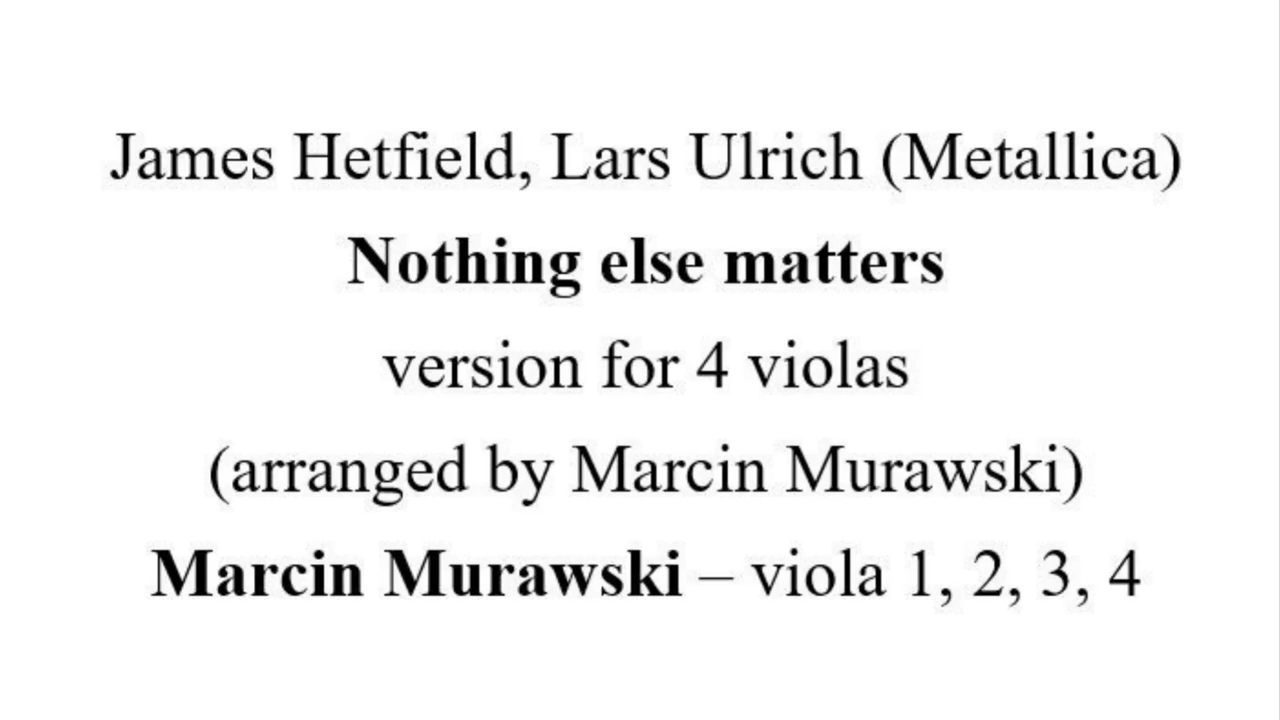 James Hetfield, Lars Ulrich (Metallica)
Nothing else matters
version for 4 violas
(arranged by Marcin Murawski)
Marcin Murawski – viola 1, 2, 3, 4